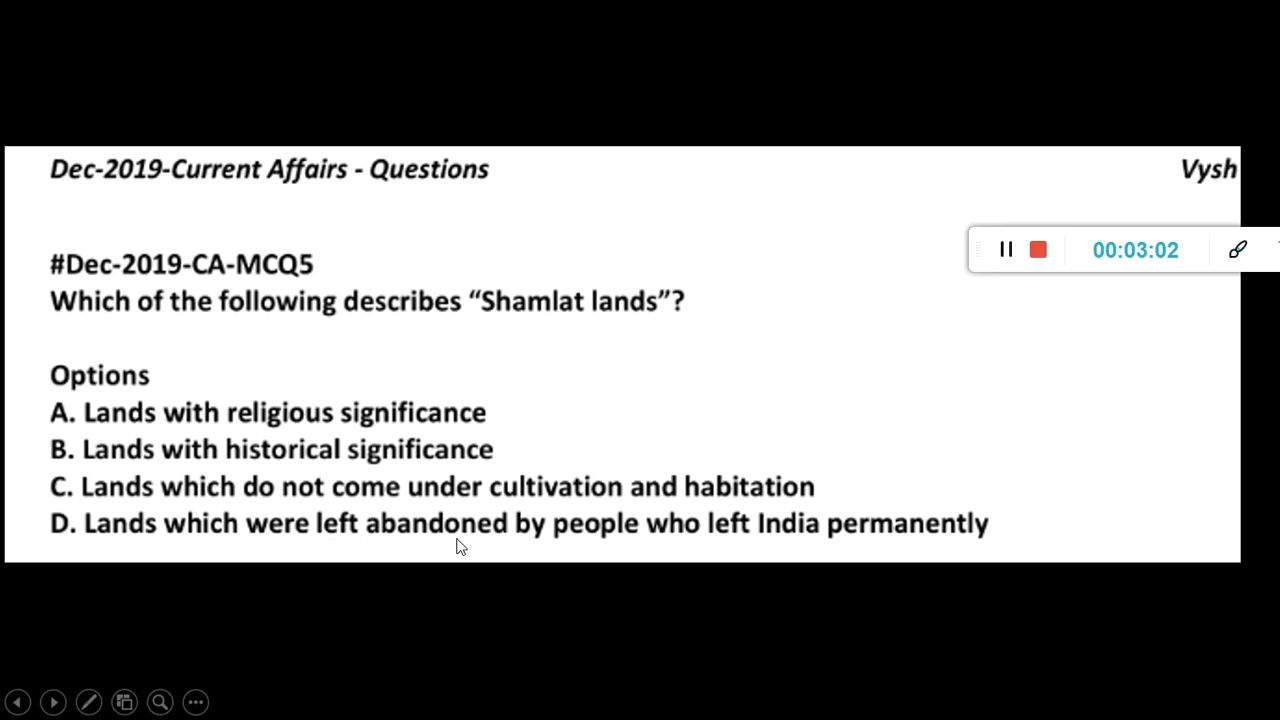 Dec-2019-Current Affairs - Questions
Vysh
00:03:02
#Dec-2019-CA-MCQ5
Which of the following describes “Shamlat lands”?
Options
A. Lands with religious significance
B. Lands with historical significance
C. Lands which do not come under cultivation and habitation
D. Lands which were left abandoned by people who left India permanently